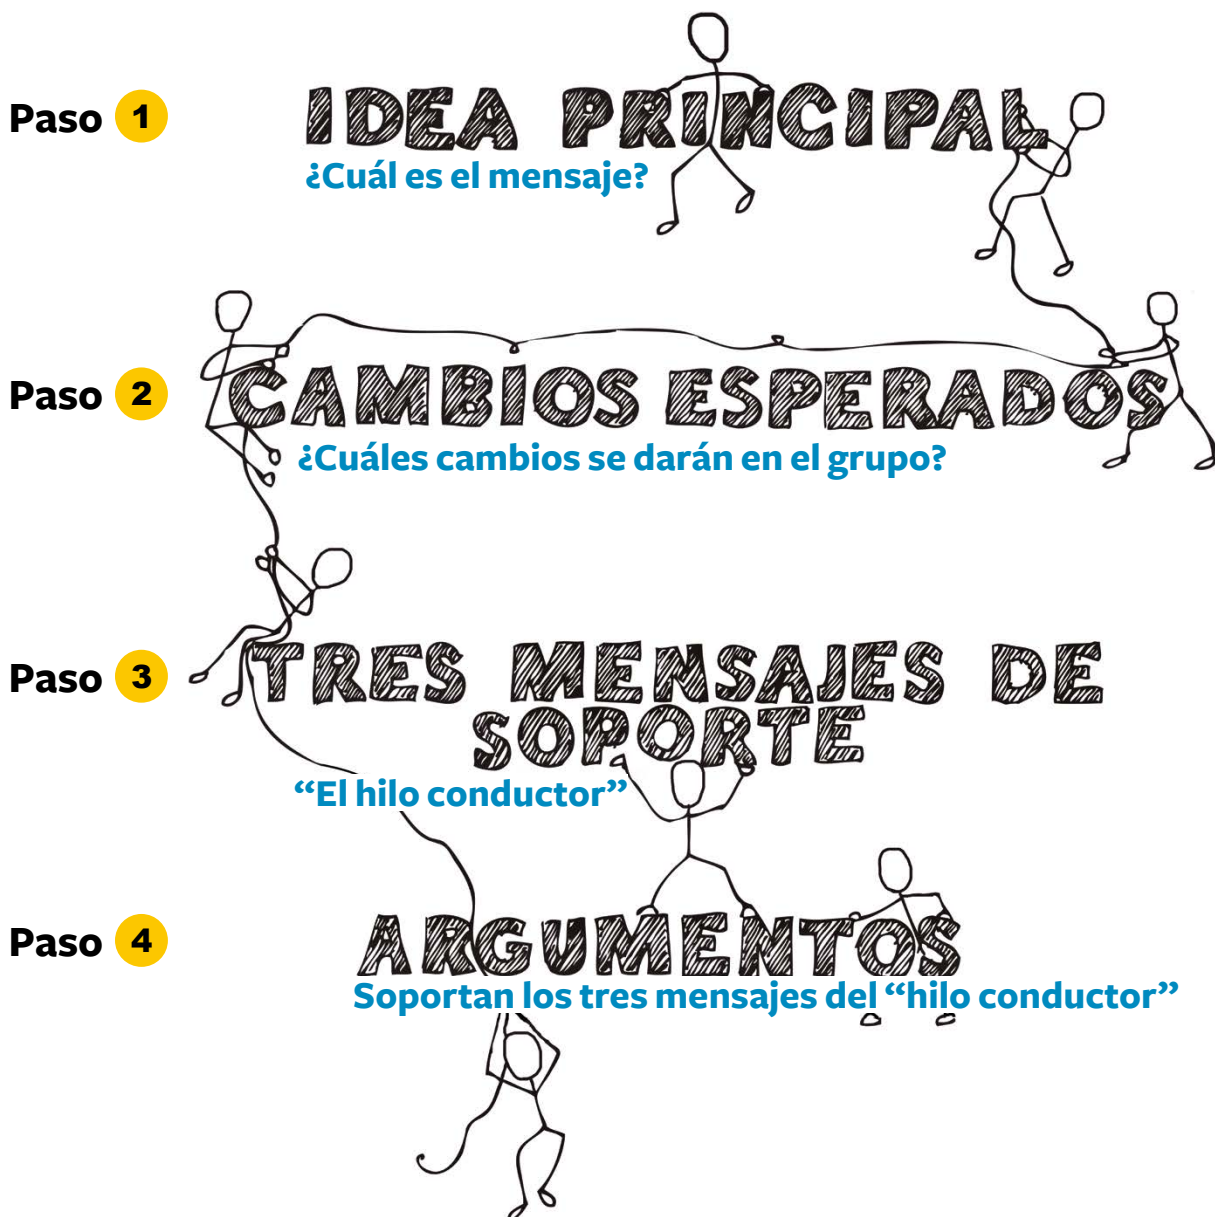 Paso 1
IDEA PRINCIPAL
¿Cuál es el mensaje?
Paso 2
CAMBIOS ESPERADOS
¿Cuáles cambios se darán en el grupo?
Paso 3
TRES MENSAJES DE
SOPORTE
“El hilo conductor”
Paso 4
ARGUMENTOS
Soportan los tres mensajes del “hilo conductor”